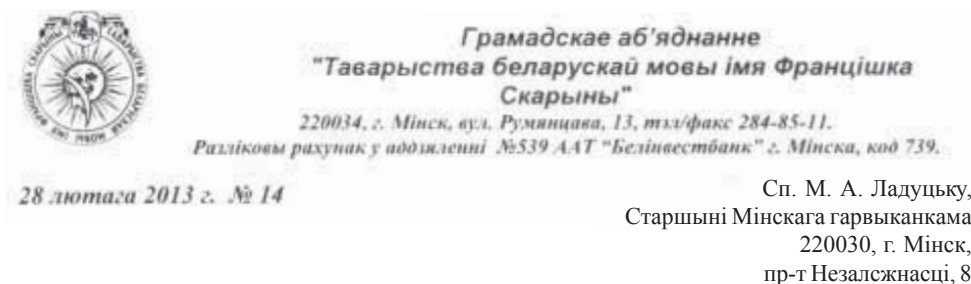 Грамадскае аб'яднанне
"Таварыства беларускай мовы імя Францішка
Скарыны"
220034, г. Мінск, вул. Румянцава, 13, тэл/факс 284-85-11.
Разліковы рахунак у аддзяленні №539 ААТ "Белінвестбанк" г. Мінска, код 739.
28 лютага 2013 г. № 14
Сп. М. А. Ладуцьку,
Старшыні Мінскага гарвыканкама
220030, г. Мінск,
пр-т Незалежнасці, 8